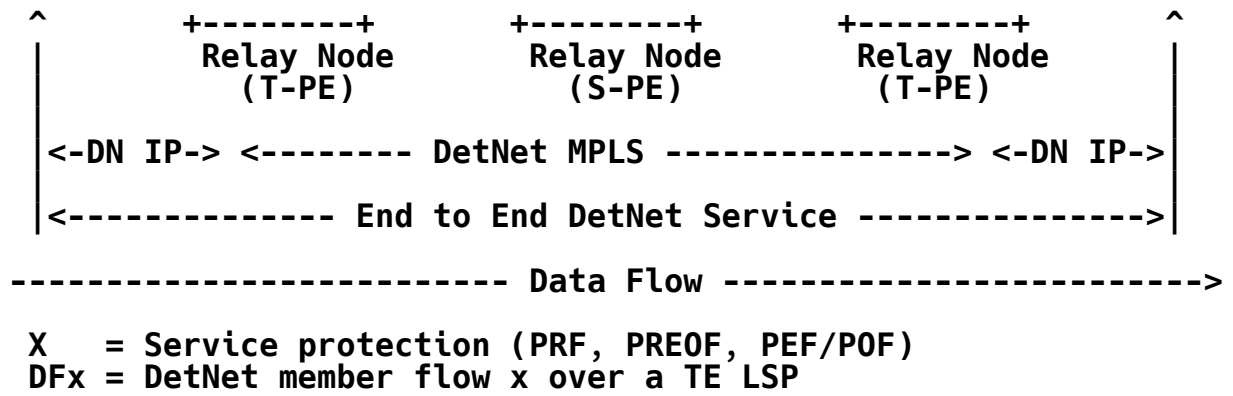 ^       +--------+       +--------+       +--------+       ^
|        Relay Node       Relay Node       Relay Node      |
|          (T-PE)           (S-PE)          (T-PE)         |
|                                                          |
|<-DN IP-> <-------- DetNet MPLS ---------------> <-DN IP->|
|                                                          |
|<-------------- End to End DetNet Service --------------->|
-------------------------- Data Flow ------------------------->
X   = Service protection (PRF, PREOF, PEF/POF)
DFx = DetNet member flow x over a TE LSP